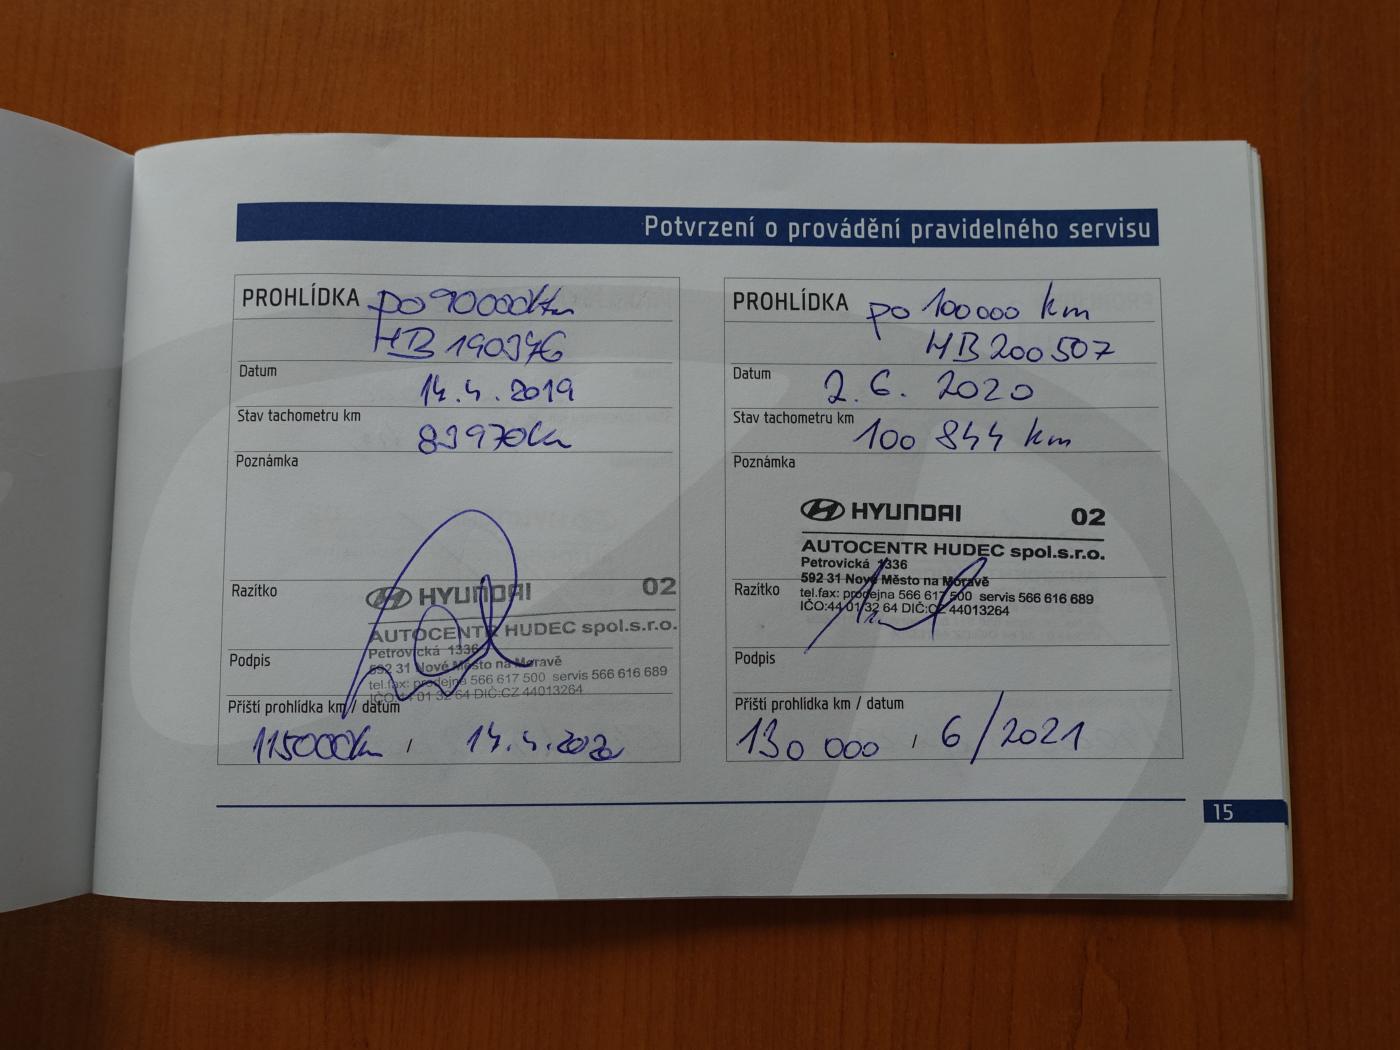 Potvrzení o provádění pravidelného servisu
PROHLÍDKA po 90000km
HB 190376
Datum
14.4.2019
Stav tachometru km
83970km
Poznámka
Razítko
HYUNDAI 02
AUTOCENTR HUDEC spol.s.r.o.
Petrovická 1336
592 31 Nové Město na Moravě
tel.fax: prodejna 566 617 500 servis 566 616 689
IČO:44 01 32 64 DIČ:CZ 44013264
Podpis
Příští prohlídka km / datum
115000km / 14.4.2020
PROHLÍDKA po 100000 km
HB 200507
Datum
2.6. 2020
Stav tachometru km
100 844 km
Poznámka
HYUNDAI 02
AUTOCENTR HUDEC spol.s.r.o.
Petrovická 1336
592 31 Nové Město na Moravě
Razítko
tel.fax: prodejna 566 617 500 servis 566 616 689
IČO:44 01 32 64 DIČ:CZ 44013264
Podpis
Příští prohlídka km / datum
130 000 / 6/2021
15